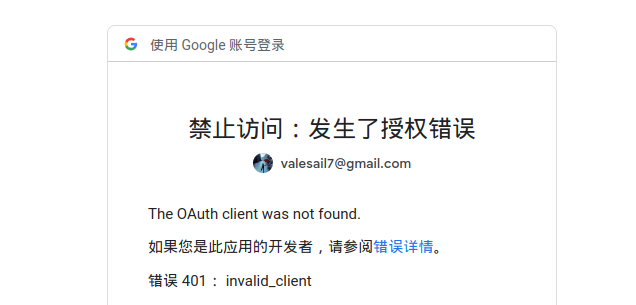 使用 Google 账号登录
禁止访问：发生了授权错误
valesail7@gmail.com
The OAuth client was not found.
如果您是此应用的开发者，请参阅错误详情。
错误 401： invalid_client